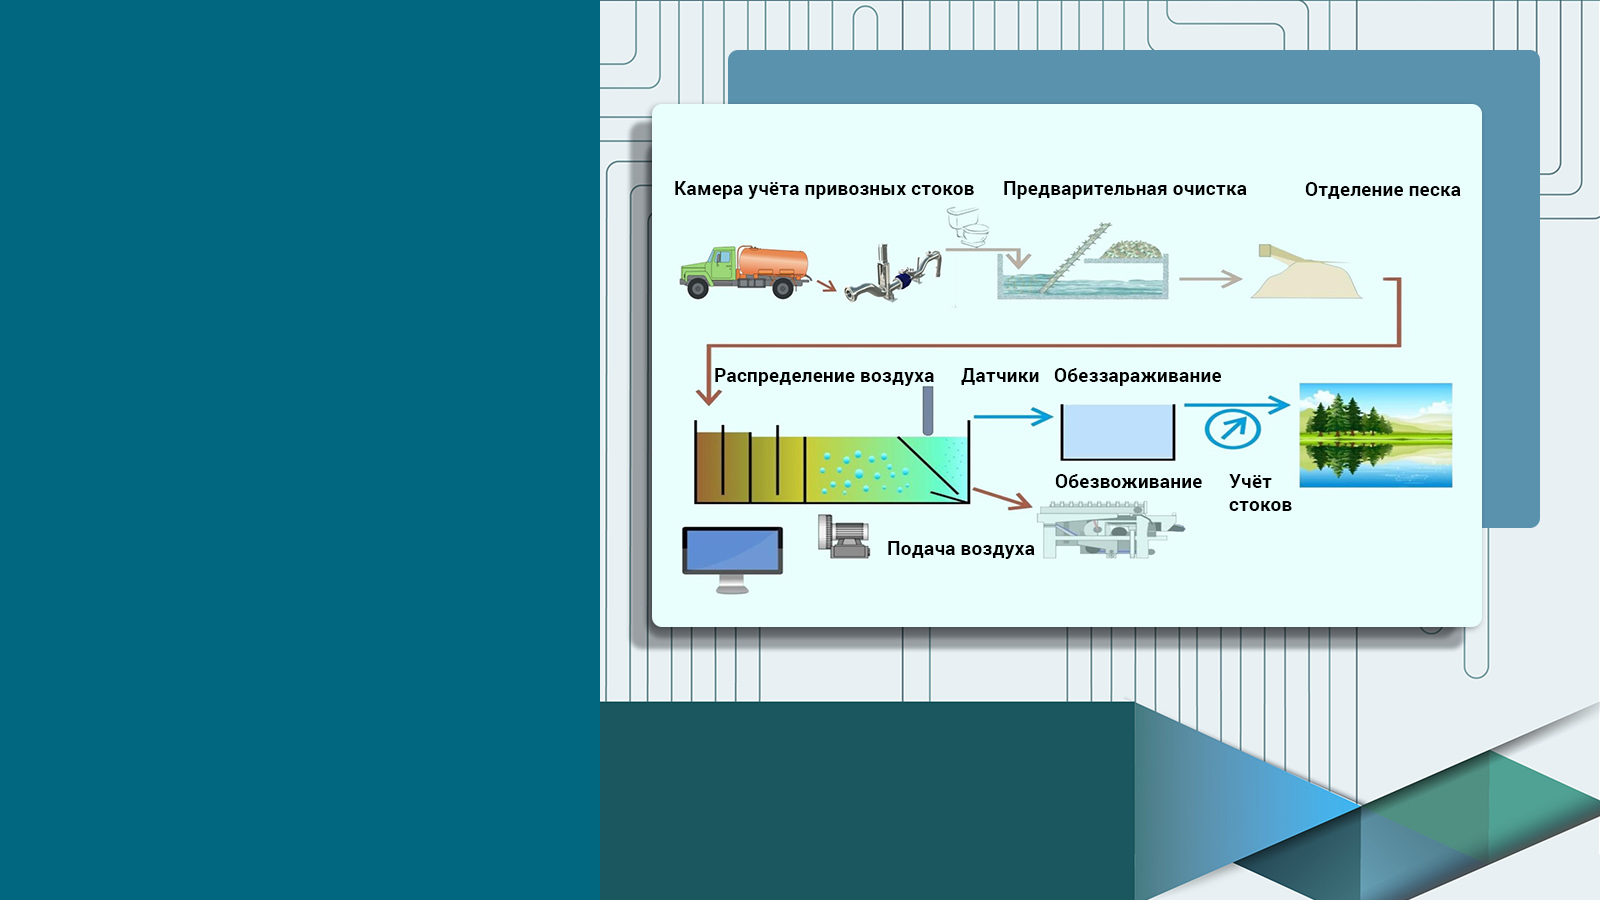 Камера учёта привозных стоков
Предварительная очистка
Отделение песка
Распределение воздуха
Датчики
Обеззараживание
Обезвоживание
Учёт
стоков
Подача воздуха